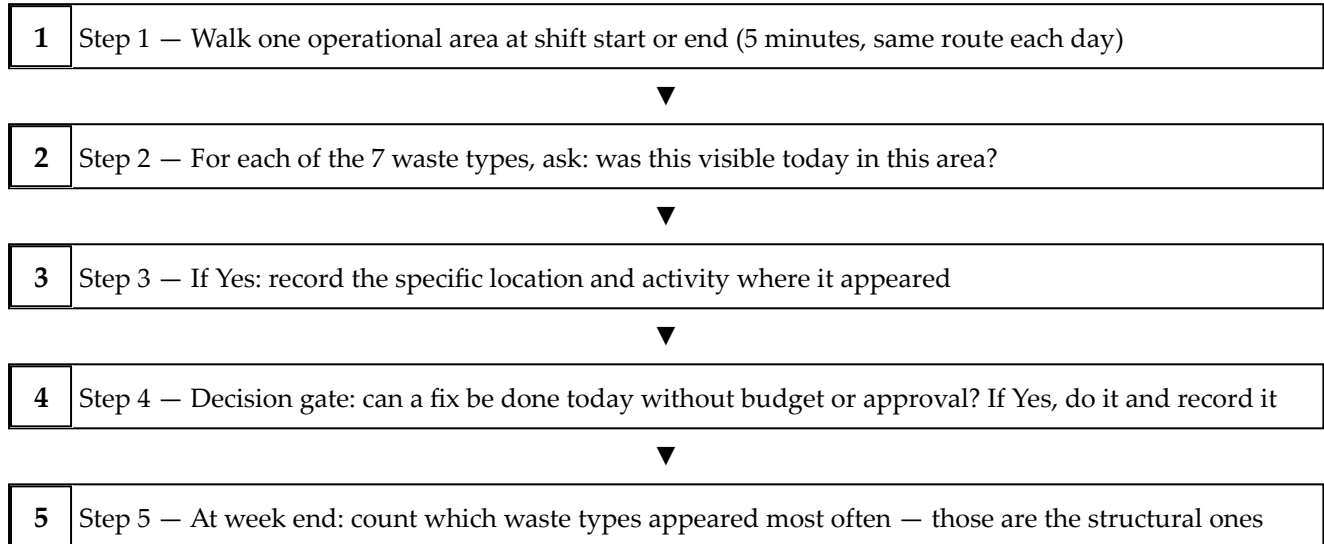 1 Step 1 — Walk one operational area at shift start or end (5 minutes, same route each day)
▼
2 Step 2 — For each of the 7 waste types, ask: was this visible today in this area?
▼
3 Step 3 — If Yes: record the specific location and activity where it appeared
▼
4 Step 4 — Decision gate: can a fix be done today without budget or approval? If Yes, do it and record it
▼
5 Step 5 — At week end: count which waste types appeared most often — those are the structural ones